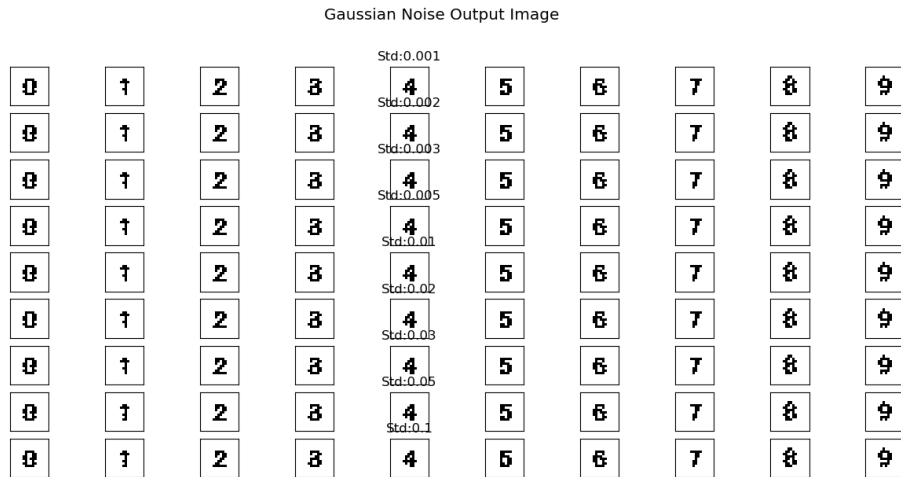 Gaussian Noise Output Image
Std:0.001
0 1 2 3 4 5 6 7 8 9
Std:0.002
0 1 2 3 4 5 6 7 8 9
Std:0.003
0 1 2 3 4 5 6 7 8 9
Std:0.005
0 1 2 3 4 5 6 7 8 9
Std:0.01
0 1 2 3 4 5 6 7 8 9
Std:0.02
0 1 2 3 4 5 6 7 8 9
Std:0.03
0 1 2 3 4 5 6 7 8 9
Std:0.05
0 1 2 3 4 5 6 7 8 9
Std:0.1
0 1 2 3 4 5 6 7 8 9